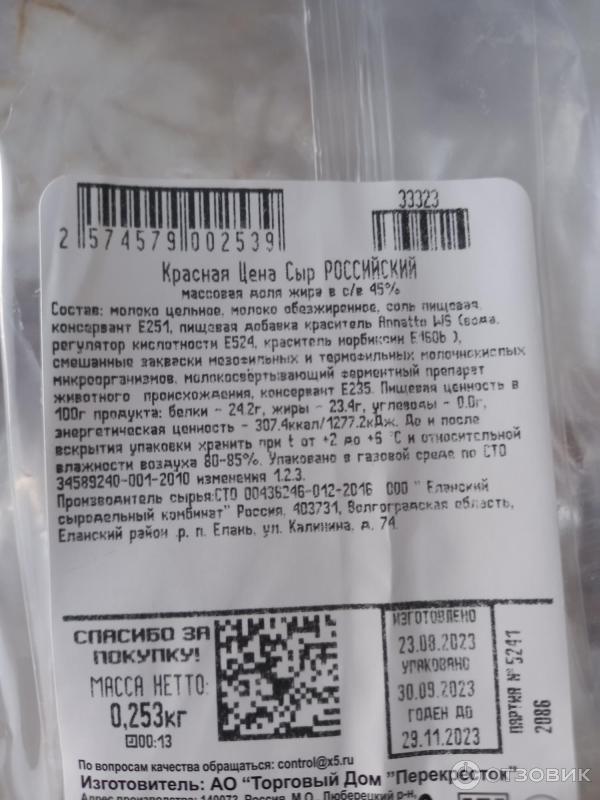 33323
2 574579 002539
Красная Цена Сыр РОССИЙСКИЙ
массовая доля жира в с/в 45%
Состав: молоко цельное, молоко обезжиренное, соль пищевая,
консервант Е251, пищевая добавка краситель Annatto WS (вода,
регулятор кислотности Е524, краситель норбиксин Е160b ),
смешанные закваски мезофильных и термофильных молочнокислых
микроорганизмов, молокосвертывающий ферментный препарат
животного происхождения, консервант Е235. Пищевая ценность в
100г продукта: белки - 24.2г, жиры - 23.4г, углеводы - 0.0г,
энергетическая ценность - 307.4ккал/1277.2кДж. До и после
вскрытия упаковки хранить при t от +2 до +6 °С и относительной
влажности воздуха 80-85%. Упаковано в газовой среде по СТО
34589240-001-2010 изменения 1.2.3.
Производитель сырья:СТО 00436246-012-2016 ООО " Еланский
сыродельный комбинат" Россия, 403731, Волгоградская область,
Еланский район .р. п. Елань, ул. Калинина, д. 74
СПАСИБО ЗА
ПОКУПКУ!
МАССА НЕТТО:
0,253кг
00:13
ИЗГОТОВЛЕНО
23.08.2023
УПАКОВАНО
30.09.2023
ГОДЕН ДО
29.11.2023
ПАРТИЯ № 5241
2086
По вопросам качества обращаться: control@x5.ru
Изготовитель: АО "Торговый Дом "Перекресток"
Адрес производства: 140073, Россия, М.О, Люберецкий р-н,
ОТЗОВИК